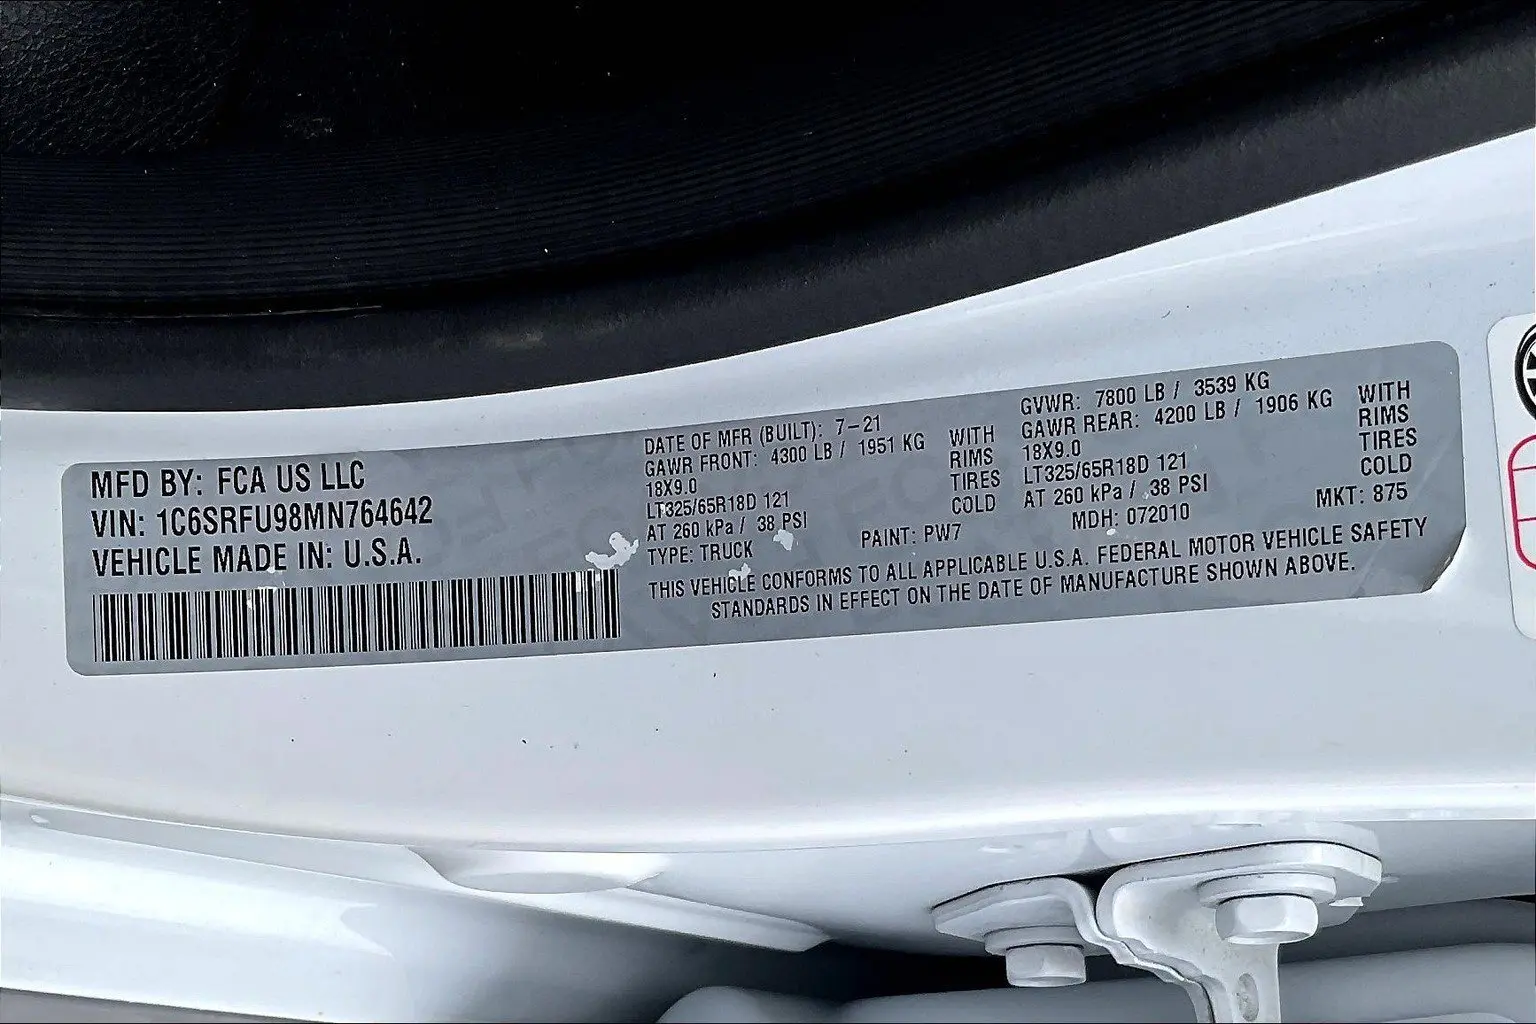 MFD BY: FCA US LLC
VIN: 1C6SRFU98MN764642
VEHICLE MADE IN: U.S.A.
DATE OF MFR (BUILT): 7-21
GAWR FRONT: 4300 LB / 1951 KG WITH
18X9.0 RIMS
LT325/65R18D 121 TIRES
AT 260 kPa / 38 PSI COLD
TYPE: TRUCK
PAINT: PW7
GVWR: 7800 LB / 3539 KG
GAWR REAR: 4200 LB / 1906 KG WITH
18X9.0 RIMS
LT325/65R18D 121 TIRES
AT 260 kPa / 38 PSI COLD
MDH: 072010 MKT: 875
THIS VEHICLE CONFORMS TO ALL APPLICABLE U.S.A. FEDERAL MOTOR VEHICLE SAFETY
STANDARDS IN EFFECT ON THE DATE OF MANUFACTURE SHOWN ABOVE.